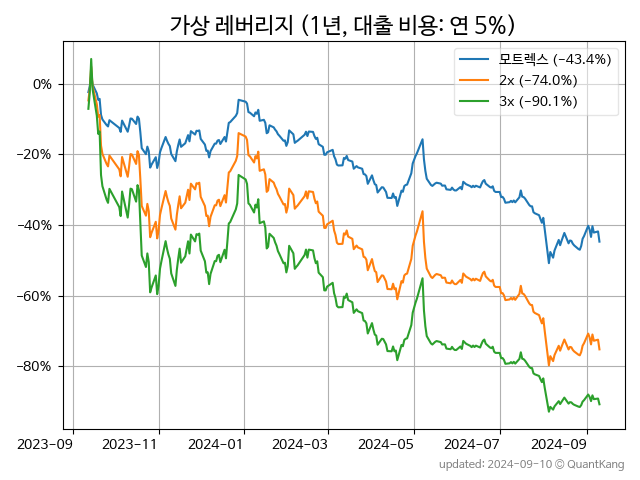 가상 레버리지 (1년, 대출 비용: 연 5%)
모트렉스 (−43.4%)
2x (−74.0%)
3x (−90.1%)
0%
−20%
−40%
−60%
−80%
2023−09 2023−11 2024−01 2024−03 2024−05 2024−07 2024−09
updated: 2024−09−10 © QuantKang